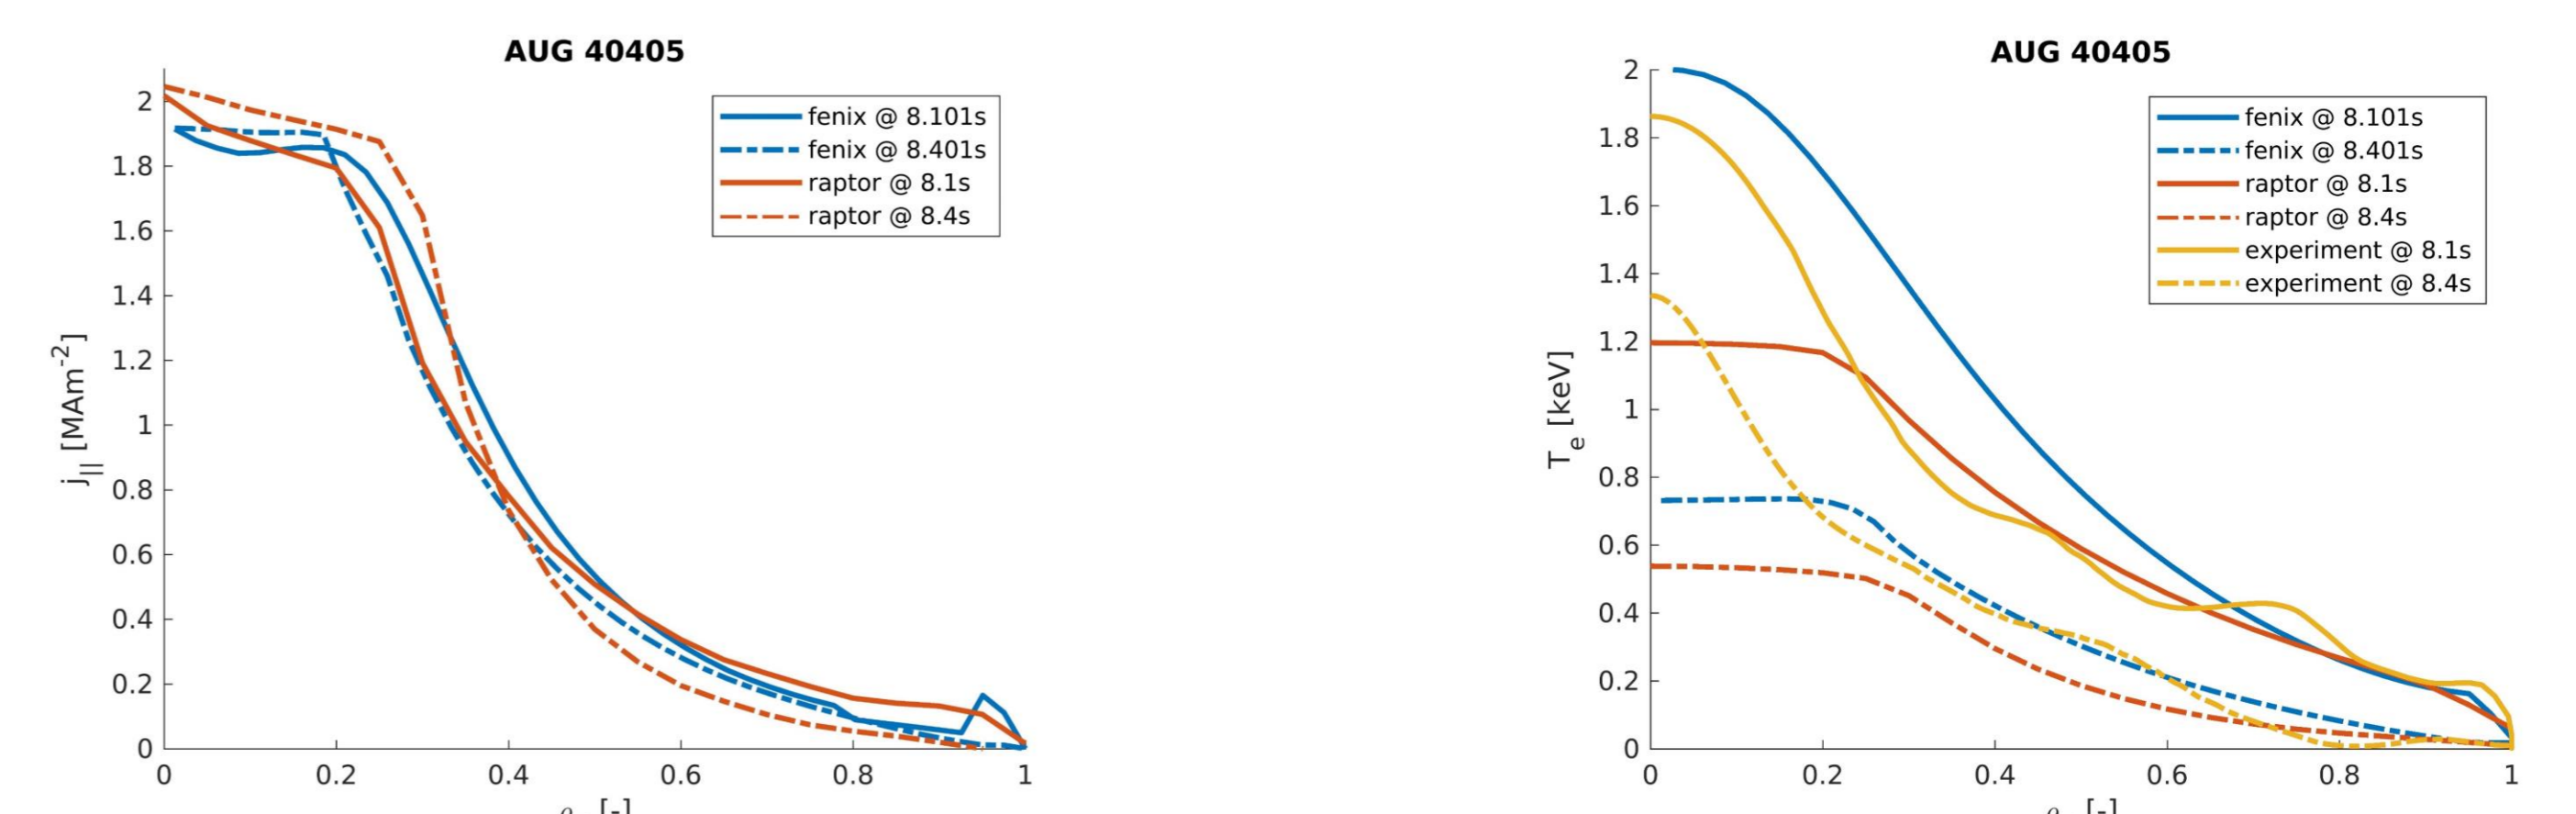 AUG 40405
fenix @ 8.101s
fenix @ 8.401s
raptor @ 8.1s
raptor @ 8.4s
j|| [MAm-2]
2
1.8
1.6
1.4
1.2
1
0.8
0.6
0.4
0.2
0
0 0.2 0.4 0.6 0.8 1
[-]
AUG 40405
fenix @ 8.101s
fenix @ 8.401s
raptor @ 8.1s
raptor @ 8.4s
experiment @ 8.1s
experiment @ 8.4s
Te [keV]
2
1.8
1.6
1.4
1.2
1
0.8
0.6
0.4
0.2
0
0 0.2 0.4 0.6 0.8 1
[-]